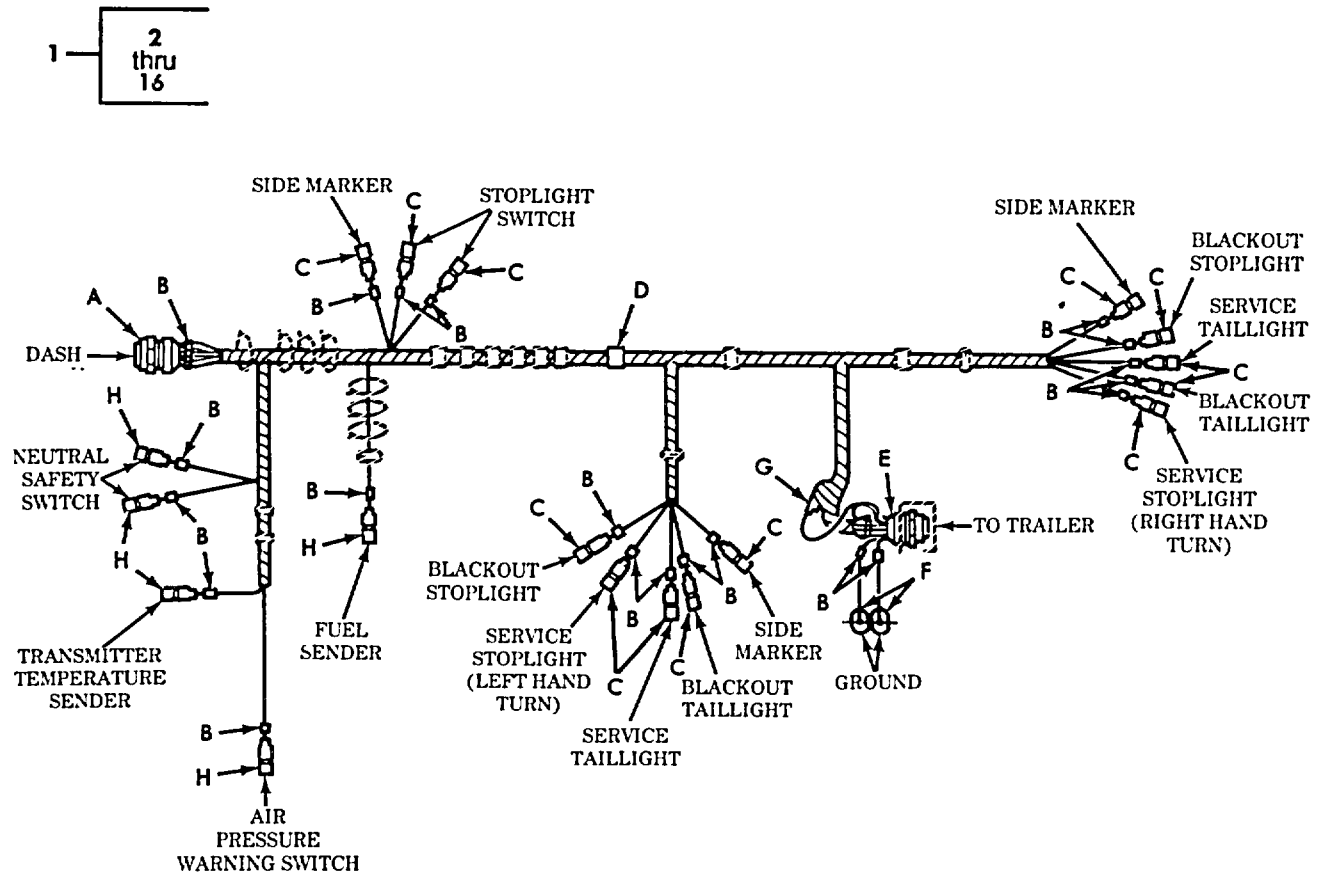 1
2
thru
16
SIDE MARKER
C
STOPLIGHT
SWITCH
C
C
B
B
A
B
DASH
D
SIDE MARKER
BLACKOUT
STOPLIGHT
C
C
SERVICE
TAILLIGHT
B
B
C
BLACKOUT
TAILLIGHT
C
SERVICE
STOPLIGHT
(RIGHT HAND
TURN)
H
B
NEUTRAL
SAFETY
SWITCH
B
H
H
B
TRANSMITTER
TEMPERATURE
SENDER
B
H
FUEL
SENDER
B
H
AIR
PRESSURE
WARNING SWITCH
B
C
C
BLACKOUT
STOPLIGHT
B
B
SERVICE
STOPLIGHT
(LEFT HAND
TURN)
C
C
SIDE
MARKER
BLACKOUT
TAILLIGHT
SERVICE
TAILLIGHT
G
E
TO TRAILER
B
F
GROUND